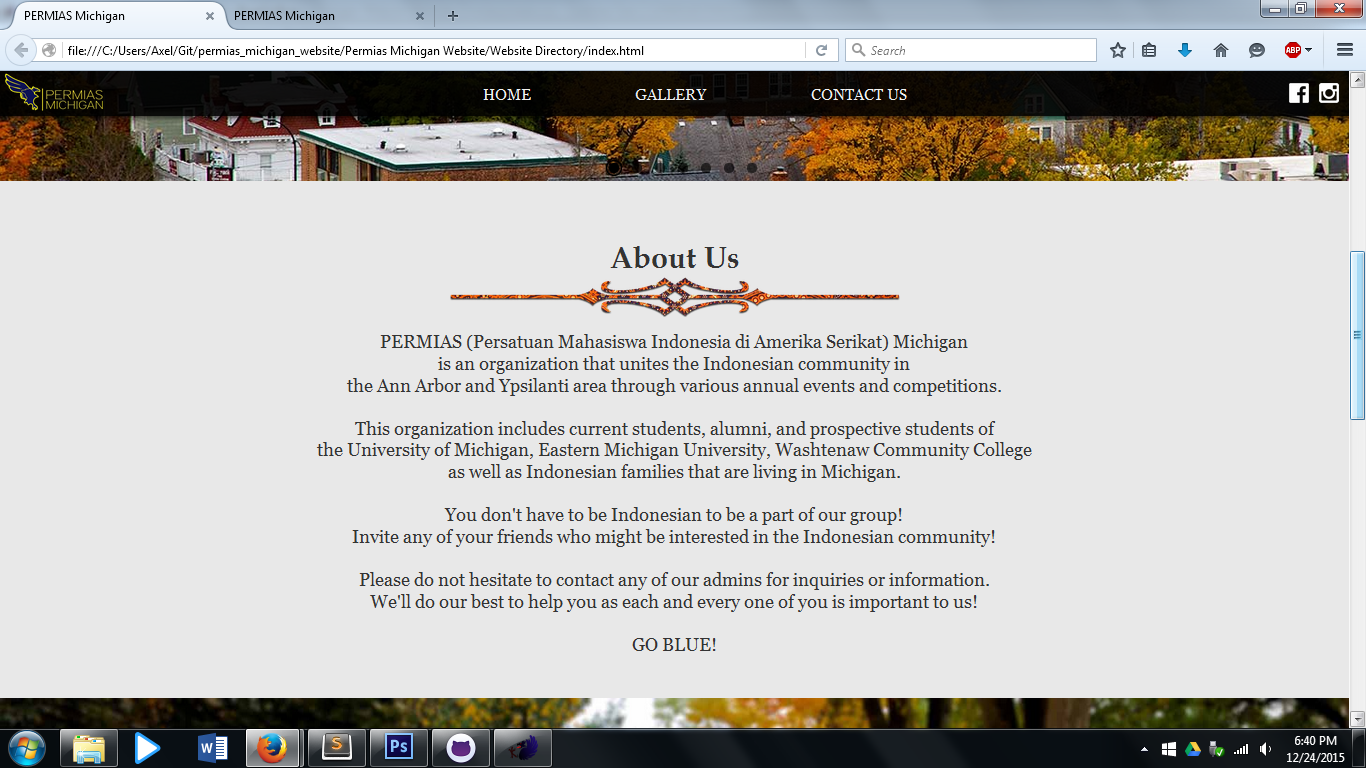 PERMIAS Michigan
PERMIAS Michigan
file:///C:/Users/Axel/Git/permias_michigan_website/Permias Michigan Website/Website Directory/index.html
Search
ABP
PERMIAS
MICHIGAN
HOME
GALLERY
CONTACT US
About Us
PERMIAS (Persatuan Mahasiswa Indonesia di Amerika Serikat) Michigan
is an organization that unites the Indonesian community in
the Ann Arbor and Ypsilanti area through various annual events and competitions.
This organization includes current students, alumni, and prospective students of
the University of Michigan, Eastern Michigan University, Washtenaw Community College
as well as Indonesian families that are living in Michigan.
You don't have to be Indonesian to be a part of our group!
Invite any of your friends who might be interested in the Indonesian community!
Please do not hesitate to contact any of our admins for inquiries or information.
We'll do our best to help you as each and every one of you is important to us!
GO BLUE!
W
S
Ps
6:40 PM
12/24/2015